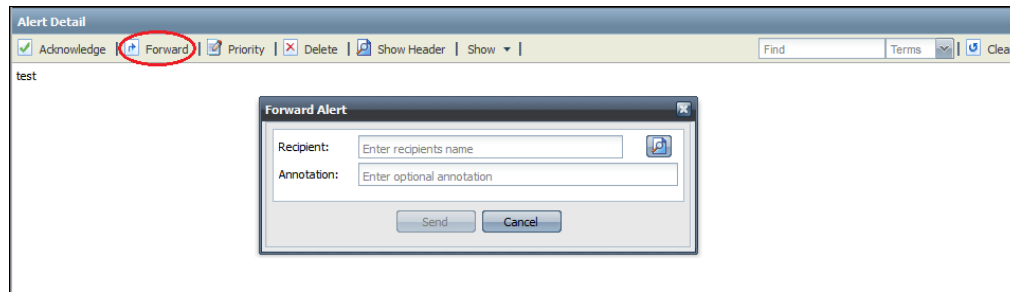 Alert Detail
Acknowledge | Forward | Priority | Delete | Show Header | Show | Find Terms | Clea
test
Forward Alert
Recipient: Enter recipients name
Annotation: Enter optional annotation
Send Cancel